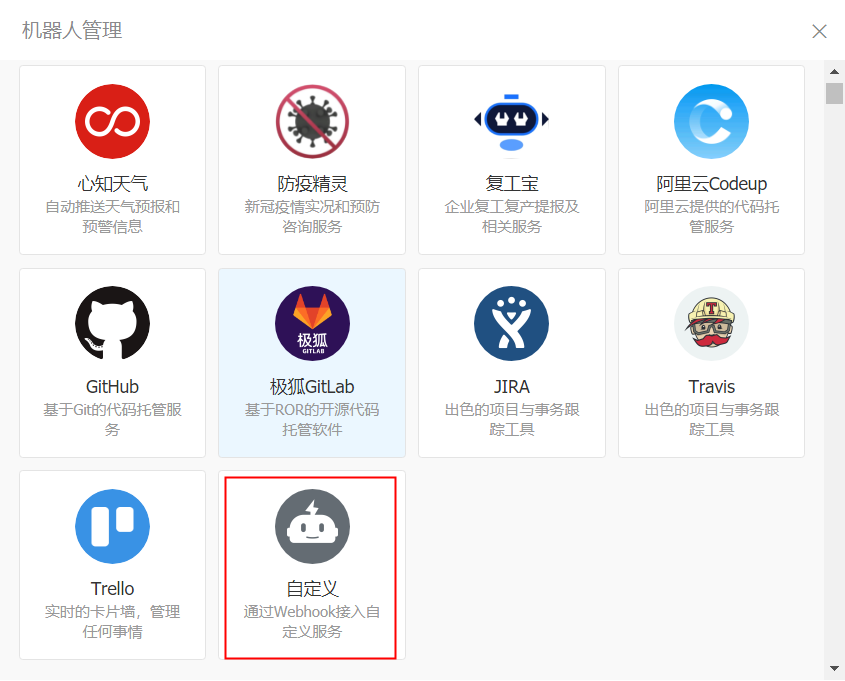 机器人管理
心知天气
自动推送天气预报和
预警信息
防疫精灵
新冠疫情实况和预防
咨询服务
复工宝
企业复工复产提报及
相关服务
阿里云Codeup
阿里云提供的代码托
管服务
GitHub
基于Git的代码托管服
务
极狐
GITLAB
极狐GitLab
基于ROR的开源代码
托管软件
JIRA
出色的项目与事务跟
踪工具
T
Travis
出色的项目与事务跟
踪工具
Trello
实时的卡片墙，管理
任何事情
自定义
通过Webhook接入自
定义服务